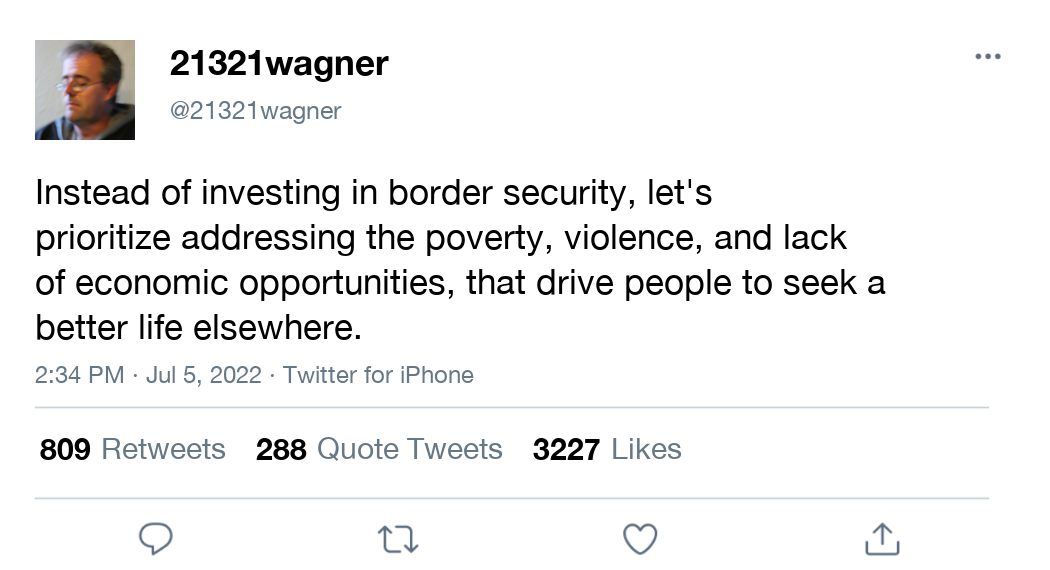 21321wagner
@21321wagner
Instead of investing in border security, let's
prioritize addressing the poverty, violence, and lack
of economic opportunities, that drive people to seek a
better life elsewhere.
2:34 PM · Jul 5, 2022 · Twitter for iPhone
809 Retweets 288 Quote Tweets 3227 Likes